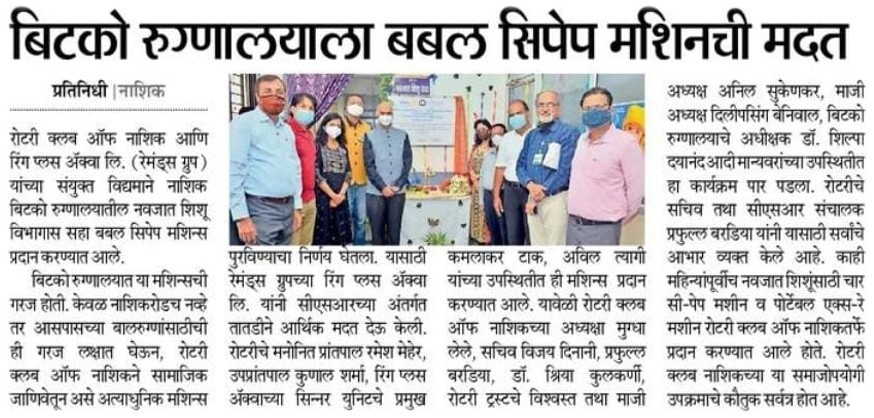 बिटको रुग्णालयाला बबल सिपेप मशिनची मदत
प्रतिनिधी | नाशिक
रोटरी क्लब ऑफ नाशिक आणि
रिंग प्लस ॲक्वा लि. (रेमंड्स ग्रुप)
यांच्या संयुक्त विद्यमाने नाशिक
बिटको रुग्णालयातील नवजात शिशू
विभागास सहा बबल सिपेप मशिन्स
प्रदान करण्यात आले.
बिटको रुग्णालयात या मशिन्सची
गरज होती. केवळ नाशिकरोडच नव्हे
तर आसपासच्या बालरुग्णांसाठीची
ही गरज लक्षात घेऊन, रोटरी
क्लब ऑफ नाशिकने सामाजिक
जाणिवेतून असे अत्याधुनिक मशिन्स
पुरविण्याचा निर्णय घेतला. यासाठी
रेमंड्स ग्रुपच्या रिंग प्लस ॲक्वा
लि. यांनी सीएसआरच्या अंतर्गत
तातडीने आर्थिक मदत देऊ केली.
रोटरीचे मनोनित प्रांतपाल रमेश मेहेर,
उपप्रांतपाल कुणाल शर्मा, रिंग प्लस
ॲक्वाच्या सिन्नर युनिटचे प्रमुख
कमलाकर टाक, अविल त्यागी
यांच्या उपस्थितीत ही मशिन्स प्रदान
करण्यात आले. यावेळी रोटरी क्लब
ऑफ नाशिकच्या अध्यक्षा मुग्धा
लेले, सचिव विजय दिनानी, प्रफुल्ल
बरडिया, डॉ. श्रिया कुलकर्णी,
रोटरी ट्रस्टचे विश्वस्त तथा माजी
अध्यक्ष अनिल सुकेणकर, माजी
अध्यक्ष दिलीपसिंग बेनिवाल, बिटको
रुग्णालयाचे अधीक्षक डॉ. शिल्पा
दयानंद आदी मान्यवरांच्या उपस्थितीत
हा कार्यक्रम पार पडला. रोटरीचे
सचिव तथा सीएसआर संचालक
प्रफुल्ल बरडिया यांनी यासाठी सर्वांचे
आभार व्यक्त केले आहे. काही
महिन्यांपूर्वीच नवजात शिशुंसाठी चार
सी-पेप मशीन व पोर्टेबल एक्स-रे
मशीन रोटरी क्लब ऑफ नाशिकतर्फे
प्रदान करण्यात आले होते. रोटरी
क्लब नाशिकच्या या समाजोपयोगी
उपक्रमाचे कौतुक सर्वत्र होत आहे.